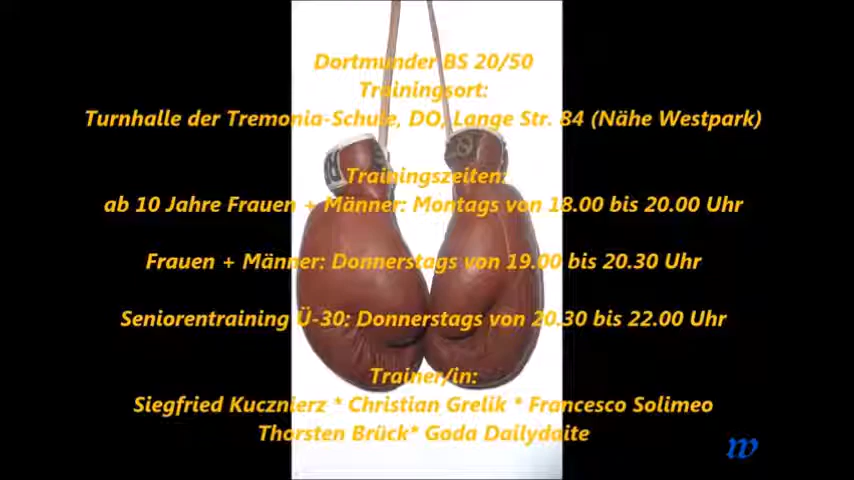 Dortmunder BS 20/50
Trainingsort:
Turnhalle der Tremonia-Schule, DO, Lange Str. 84 (Nähe Westpark)
Trainingszeiten:
ab 10 Jahre Frauen + Männer: Montags von 18.00 bis 20.00 Uhr
Frauen + Männer: Donnerstags von 19.00 bis 20.30 Uhr
Seniorentraining Ü-30: Donnerstags von 20.30 bis 22.00 Uhr
Trainer/in:
Siegfried Kucznierz * Christian Grelik * Francesco Solimeo
Thorsten Brück* Goda Dailydaite
w